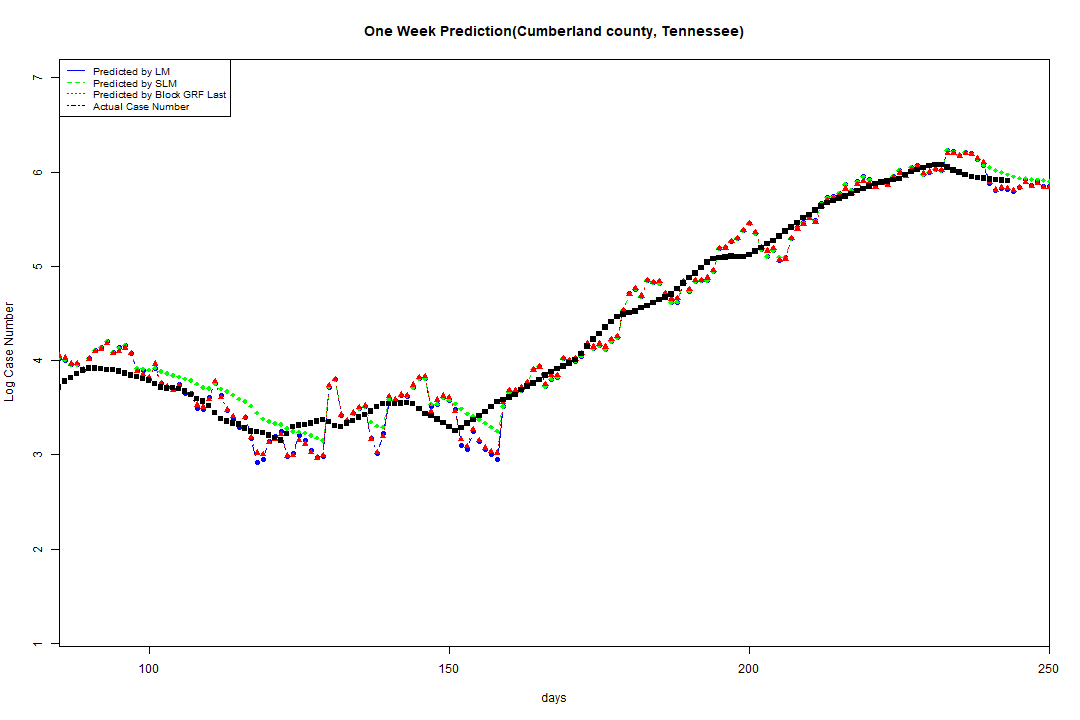 One Week Prediction(Cumberland county, Tennessee)
Predicted by LM
Predicted by SLM
Predicted by Block GRF Last
Actual Case Number
7
6
5
4
3
2
1
Log Case Number
100 150 200 250
days